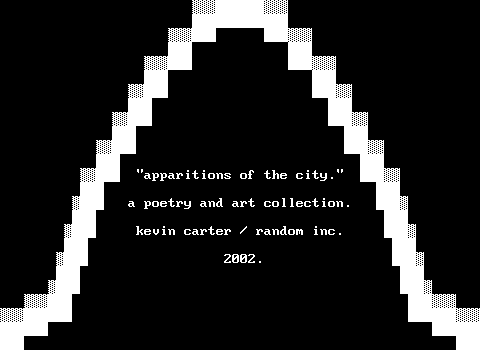 "apparitions of the city."
a poetry and art collection.
kevin carter / random inc.
2002.